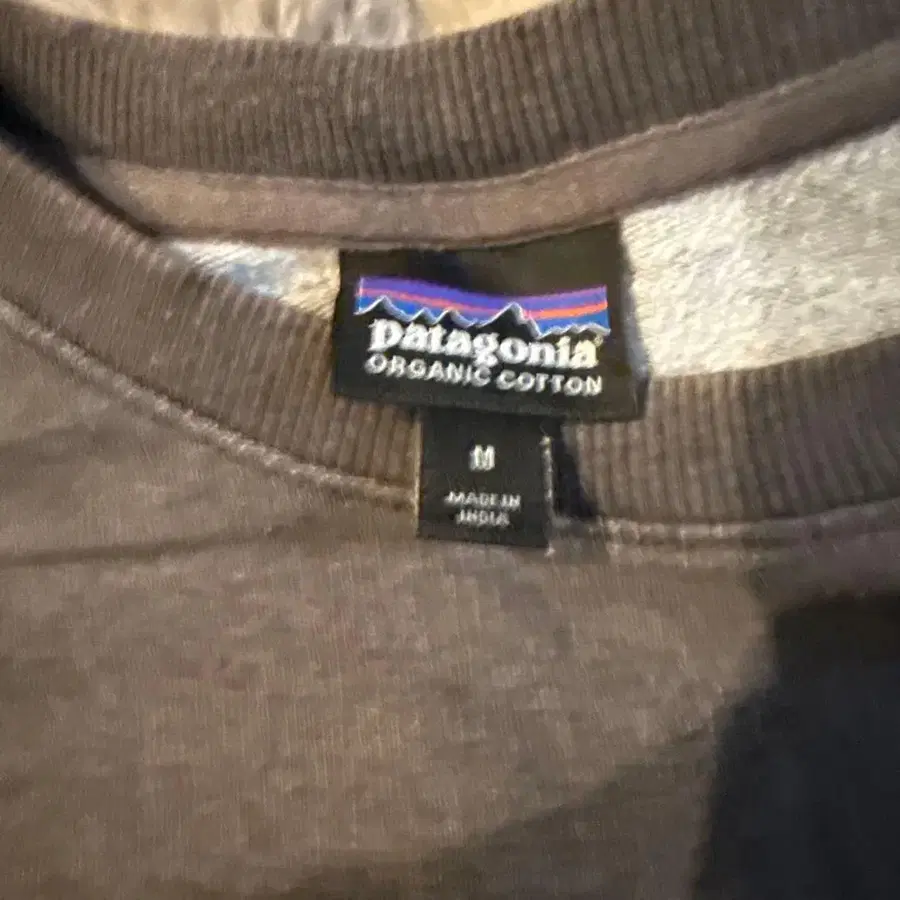 patagonia®
ORGANIC COTTON
M
MADE IN
INDIA